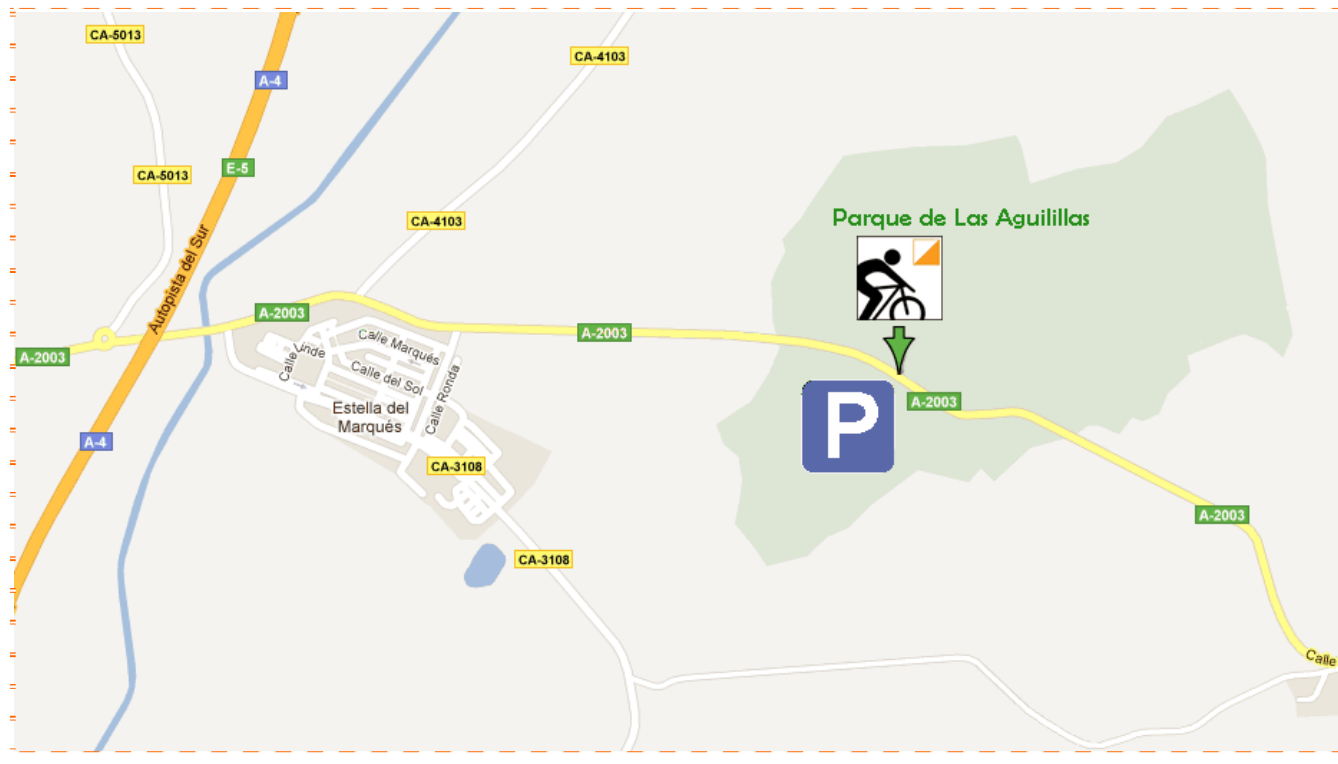 CA-5013
CA-4103
A-4
E-5
CA-5013
Parque de Las Aguilillas
CA-4103
Autopista del Sur
A-2003
A-2003
A-2003
Calle Marqués
Calle Linde
Calle del Sol
Calle Ronda
P
A-2003
Estella del
Marqués
A-4
CA-3108
A-2003
CA-3108
Calle